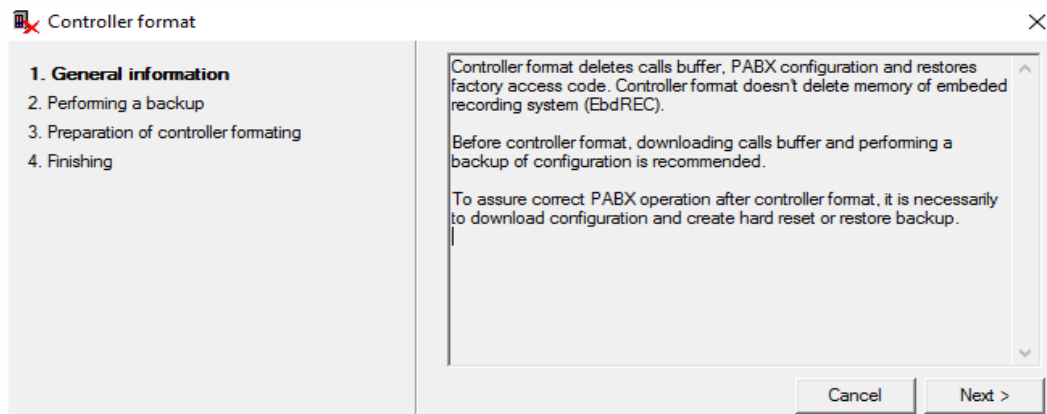 Controller format
1. General information
2. Performing a backup
3. Preparation of controller formating
4. Finishing
Controller format deletes calls buffer, PABX configuration and restores
factory access code. Controller format doesn't delete memory of embeded
recording system (EbdREC).
Before controller format, downloading calls buffer and performing a
backup of configuration is recommended.
To assure correct PABX operation after controller format, it is necessarily
to download configuration and create hard reset or restore backup.
Cancel
Next >